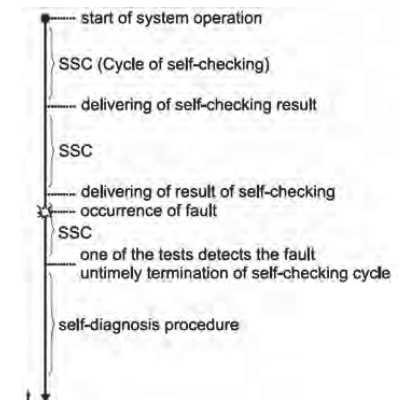 start of system operation
SSC (Cycle of self-checking)
delivering of self-checking result
SSC
delivering of result of self-checking
occurrence of fault
SSC
one of the tests detects the fault
untimely termination of self-checking cycle
self-diagnosis procedure
t